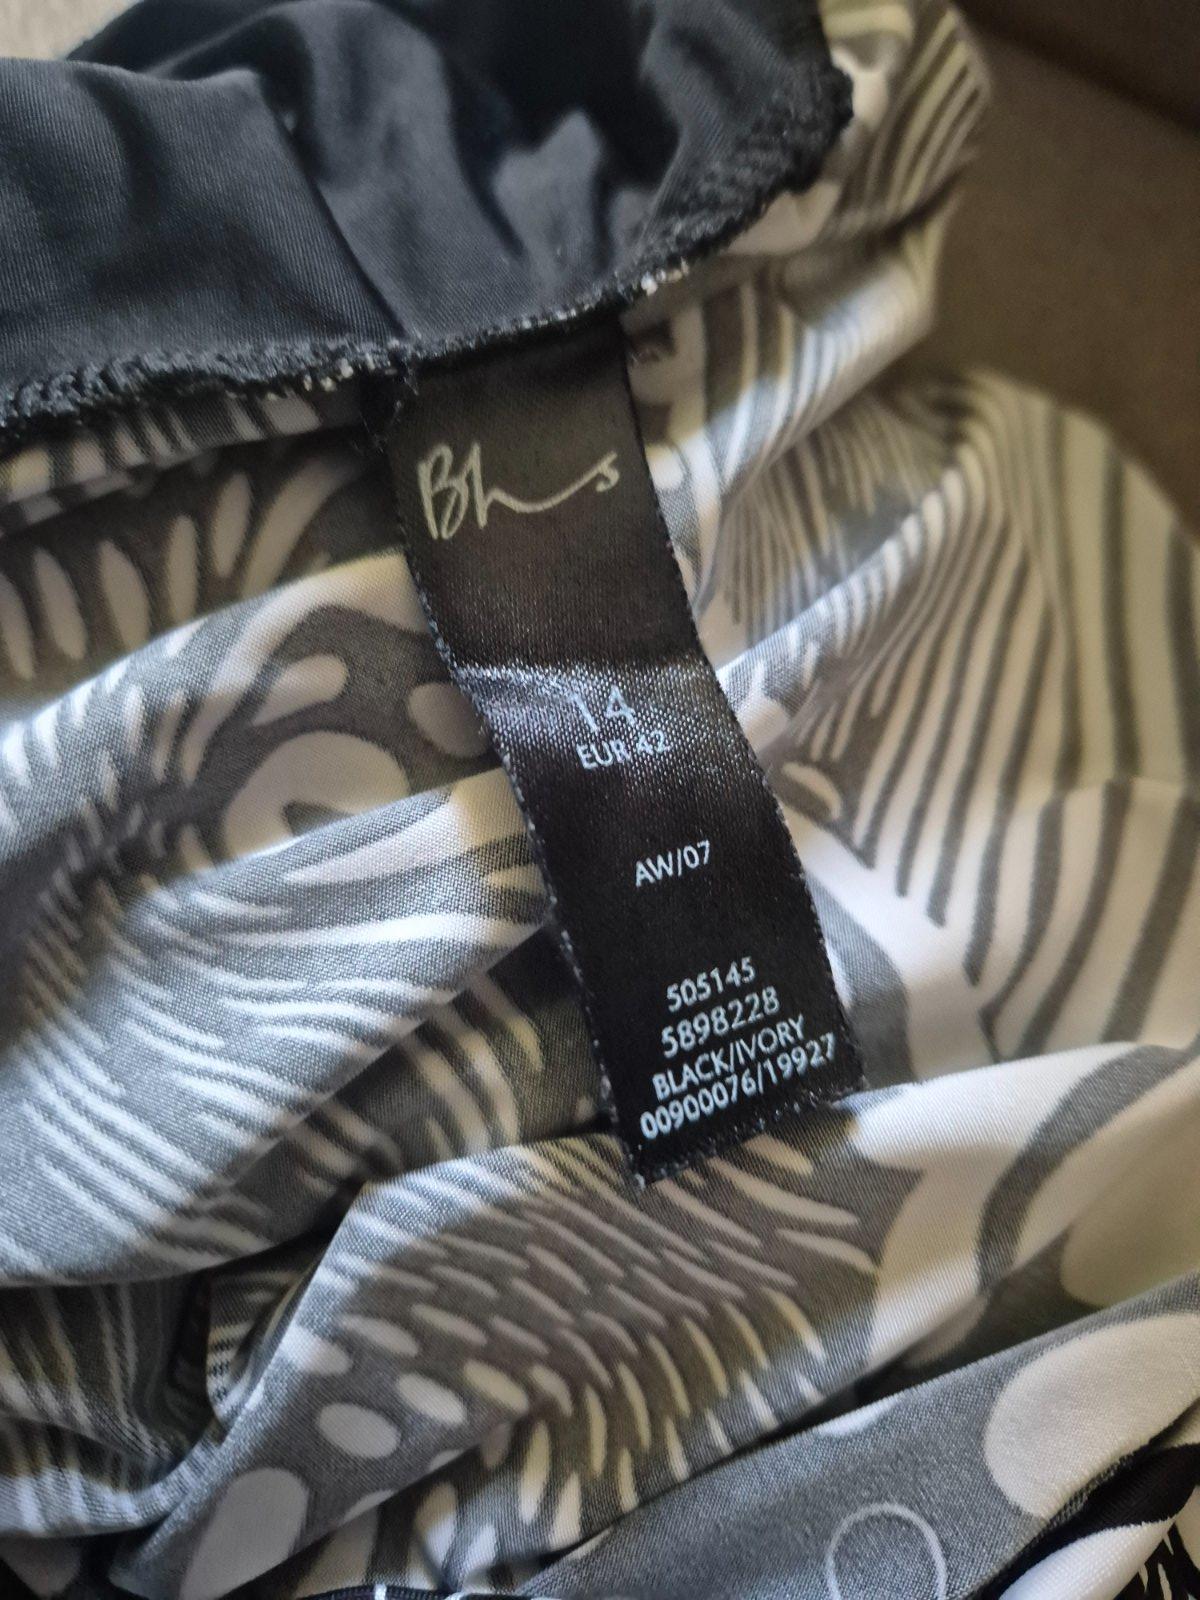 Bhs
14
EUR 42
AW/07
505145
5898228
BLACK/IVORY
00900076/19927